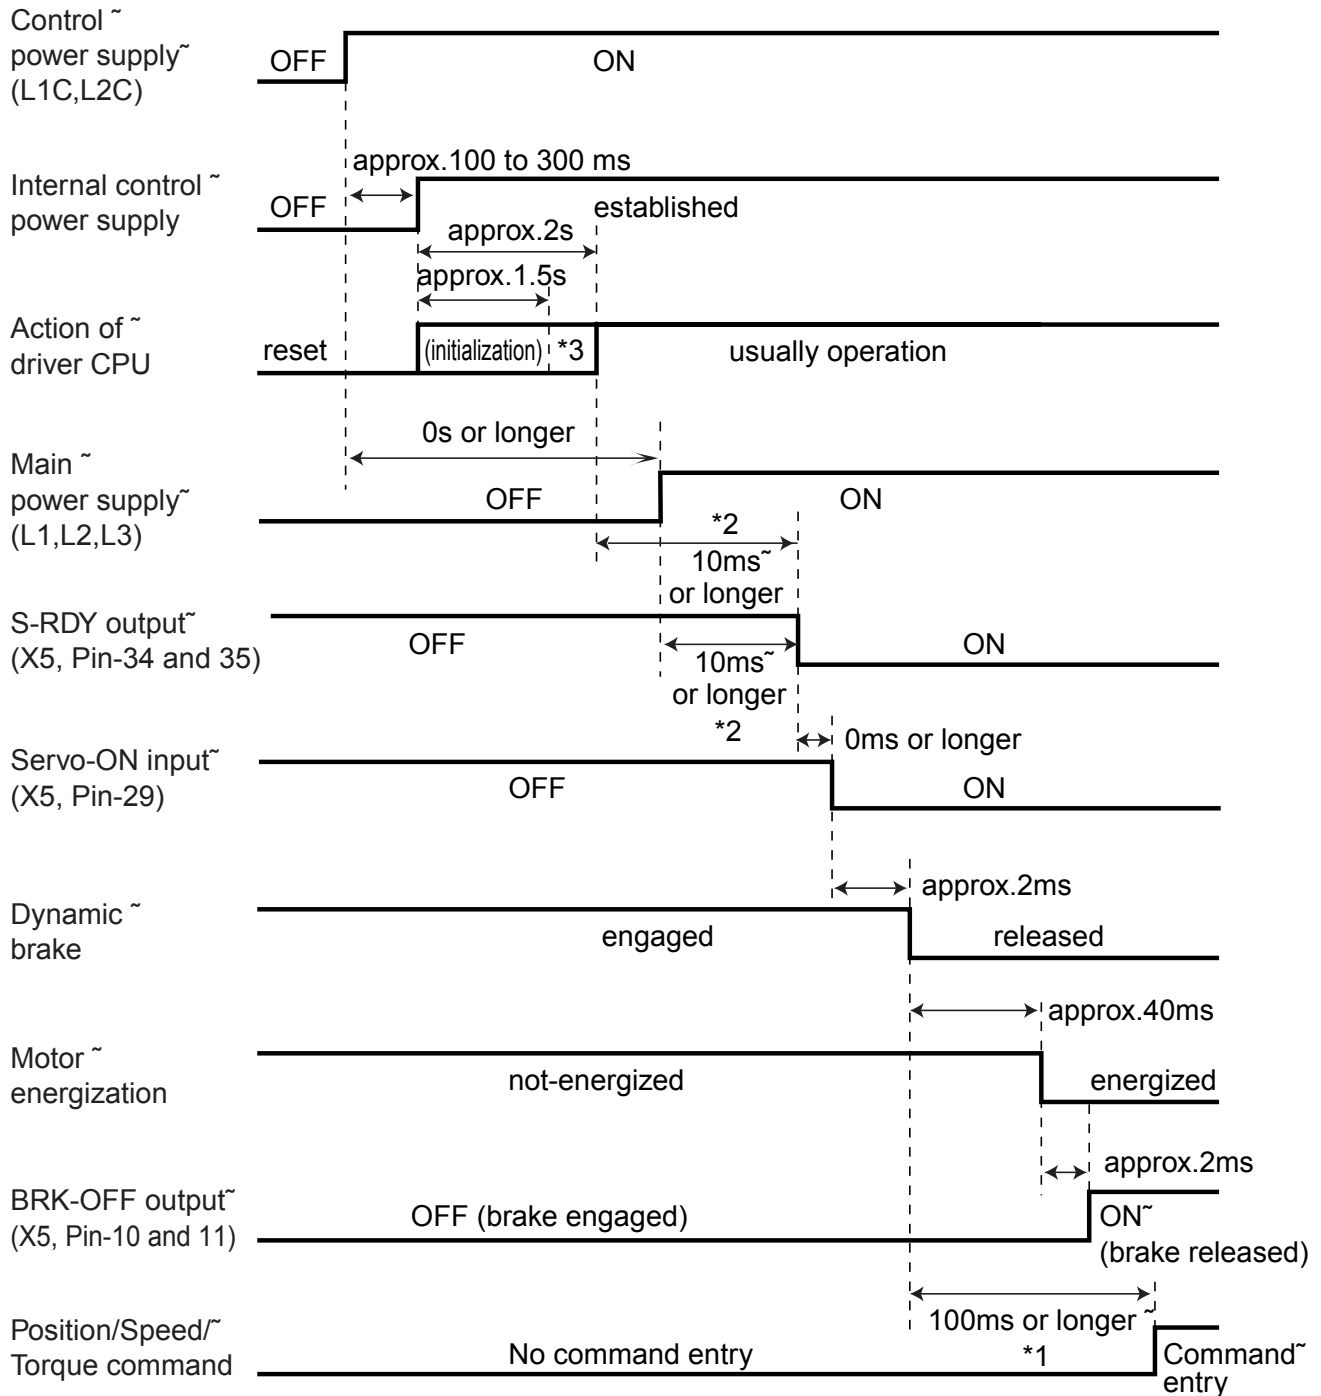 Control ˜
power supply˜
(L1C,L2C)
OFF
ON
approx.100 to 300 ms
Internal control ˜
power supply
OFF
established
approx.2s
approx.1.5s
Action of ˜
driver CPU
reset
(initialization)
*3
usually operation
0s or longer
Main ˜
power supply˜
(L1,L2,L3)
OFF
ON
*2
10ms˜
or longer
S-RDY output˜
(X5, Pin-34 and 35)
OFF
ON
10ms˜
or longer
*2
0ms or longer
Servo-ON input˜
(X5, Pin-29)
OFF
ON
approx.2ms
Dynamic ˜
brake
engaged
released
approx.40ms
Motor ˜
energization
not-energized
energized
approx.2ms
BRK-OFF output˜
(X5, Pin-10 and 11)
OFF (brake engaged)
ON˜
(brake released)
100ms or longer ˜
*1
Position/Speed/˜
Torque command
No command entry
Command˜
entry